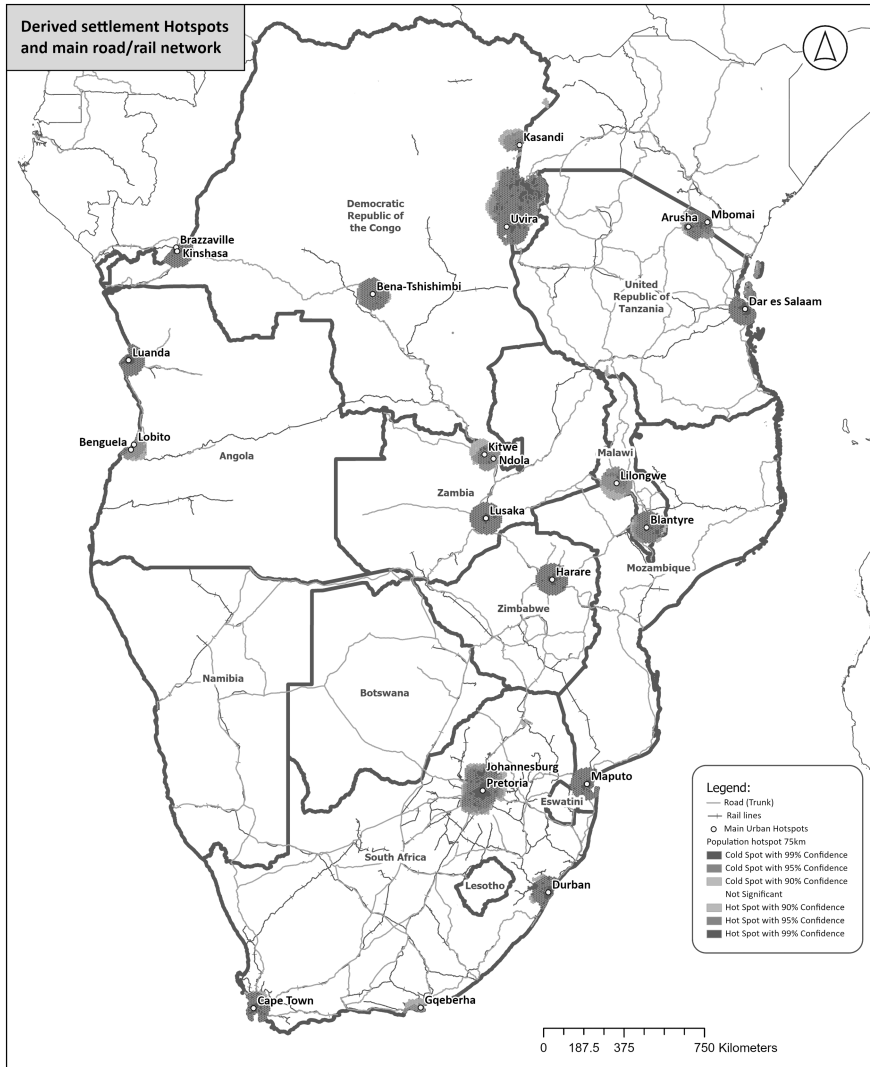 Derived settlement Hotspots
and main road/rail network
Kasandi
Democratic
Republic of
the Congo
Uvira
Arusha
Mbomai
Brazzaville
Kinshasa
Bena-Tshishimbi
United
Republic of
Tanzania
Dar es Salaam
Luanda
Lobito
Benguela
Angola
Kitwe
Ndola
Malawi
Lilongwe
Zambia
Lusaka
Blantyre
Mozambique
Harare
Zimbabwe
Namibia
Botswana
Johannesburg
Pretoria
Maputo
Eswatini
South Africa
Lesotho
Durban
Cape Town
Gqeberha
Legend:
Road (Trunk)
Rail lines
Main Urban Hotspots
Population hotspot 75km
Cold Spot with 99% Confidence
Cold Spot with 95% Confidence
Cold Spot with 90% Confidence
Not Significant
Hot Spot with 90% Confidence
Hot Spot with 95% Confidence
Hot Spot with 99% Confidence
0 187.5 375 750 Kilometers